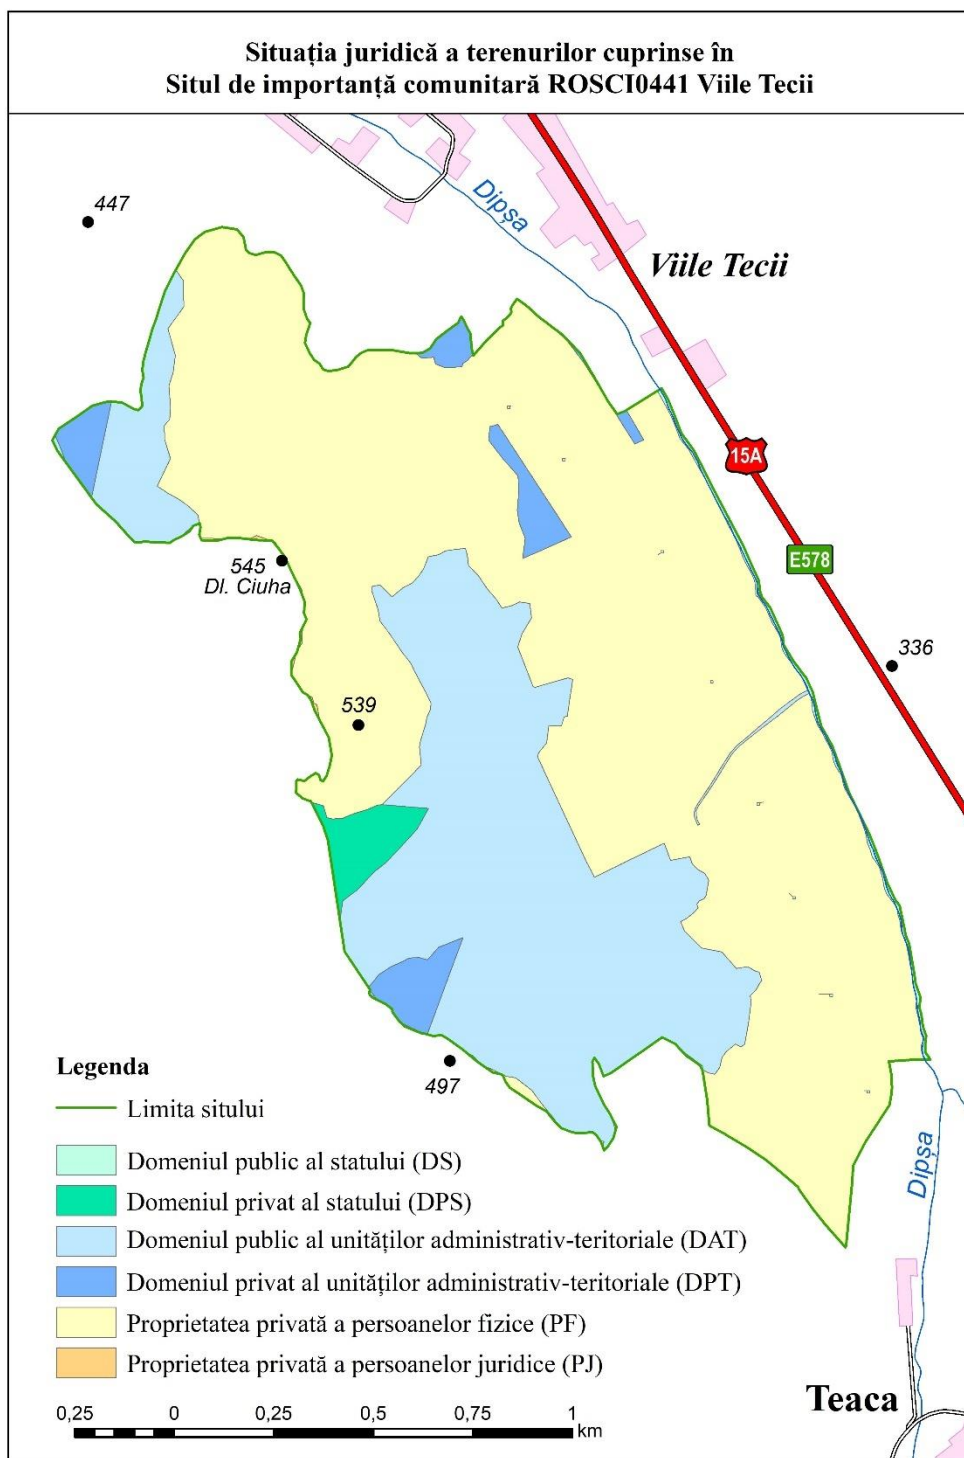 Situația juridică a terenurilor cuprinse în
Situl de importanță comunitară ROSCI0441 Viile Tecii
447
Dipșa
Viile Tecii
15A
E578
545
Dl. Ciuha
336
539
497
Legenda
Limita sitului
Domeniul public al statului (DS)
Domeniul privat al statului (DPS)
Domeniul public al unităților administrativ-teritoriale (DAT)
Domeniul privat al unităților administrativ-teritoriale (DPT)
Proprietatea privată a persoanelor fizice (PF)
Proprietatea privată a persoanelor juridice (PJ)
Dipșa
Teaca
0,25 0 0,25 0,5 0,75 1
km